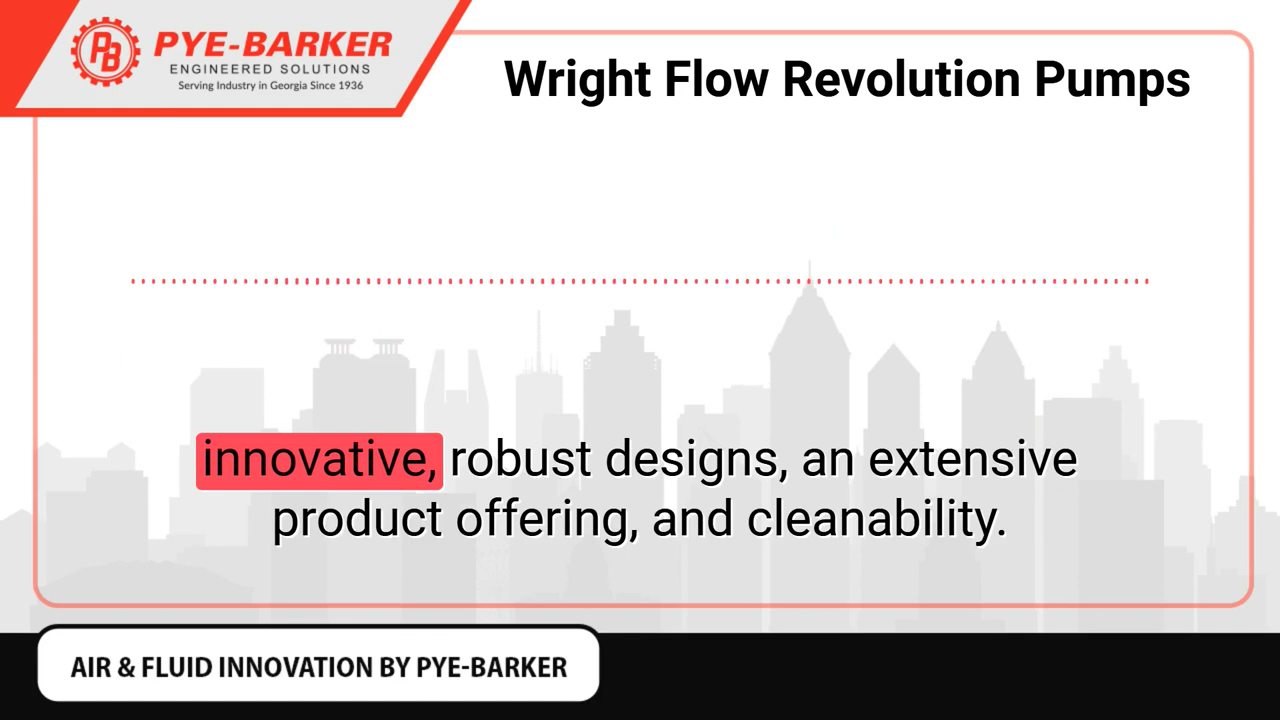 PB
PYE-BARKER
ENGINEERED SOLUTIONS
Serving Industry in Georgia Since 1936
Wright Flow Revolution Pumps
innovative, robust designs, an extensive
product offering, and cleanability.
AIR & FLUID INNOVATION BY PYE-BARKER